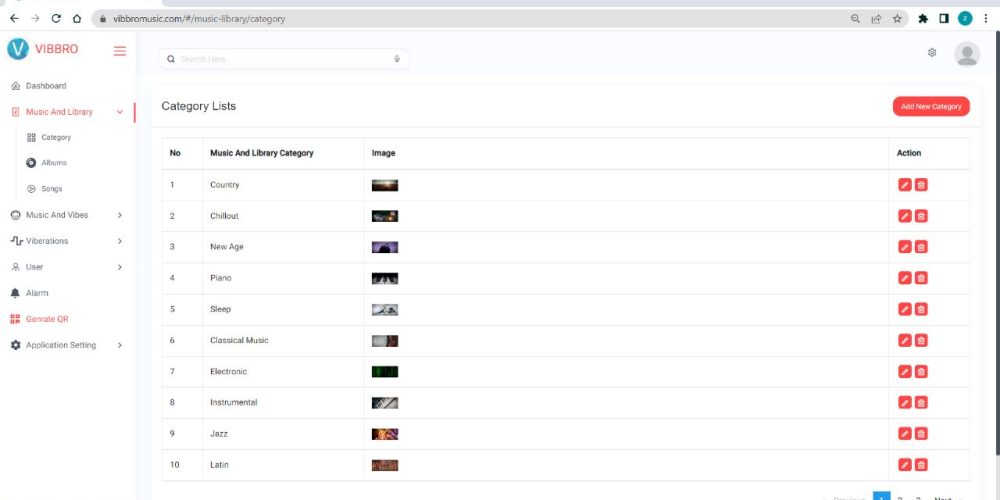 vibbromusic.com/#/music-library/category
Z
V VIBBRO
Search Here..
Dashboard
Music And Library
Category
Albums
Songs
Music And Vibes
Viberations
User
Alarm
Genrate QR
Application Setting
Category Lists
Add New Category
No Music And Library Category Image Action
1 Country
2 Chillout
3 New Age
4 Piano
5 Sleep
6 Classical Music
7 Electronic
8 Instrumental
9 Jazz
10 Latin
Previous 1 2 3 Next